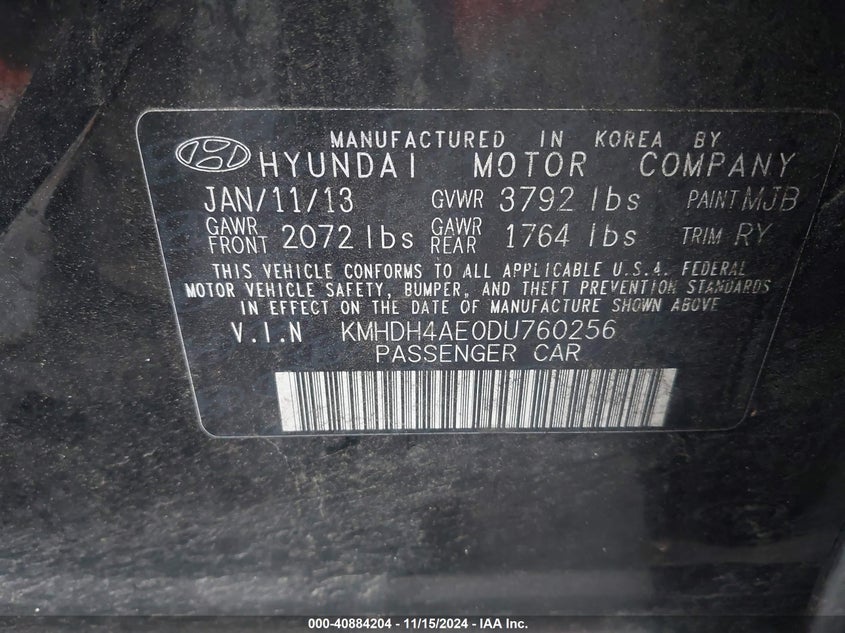 MANUFACTURED IN KOREA BY
HYUNDAI MOTOR COMPANY
JAN/11/13 GVWR 3792 lbs PAINT MJB
GAWR FRONT 2072 lbs GAWR REAR 1764 lbs TRIM RY
THIS VEHICLE CONFORMS TO ALL APPLICABLE U.S.A. FEDERAL
MOTOR VEHICLE SAFETY, BUMPER, AND THEFT PREVENTION STANDARDS
IN EFFECT ON THE DATE OF MANUFACTURE SHOWN ABOVE
V.I.N KMHDH4AE0DU760256
PASSENGER CAR
000-40884204 - 11/15/2024 - IAA Inc.